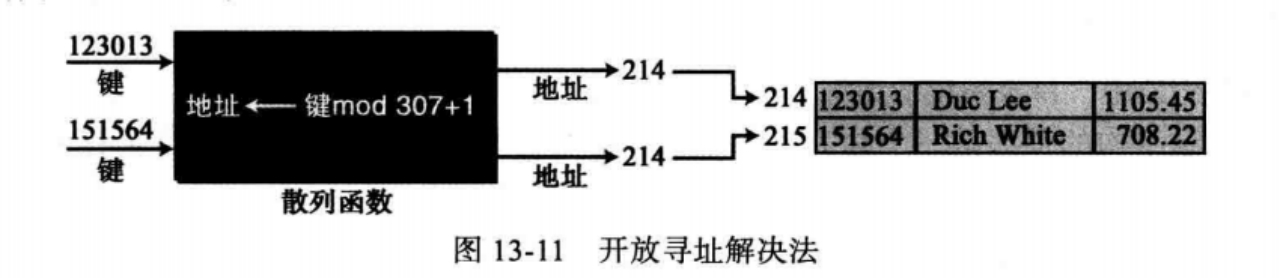 123013
键
151564
键
地址 ← 键mod 307+1
散列函数
地址
214
地址
214
214 123013 Duc Lee 1105.45
215 151564 Rich White 708.22
图 13-11 开放寻址解决法